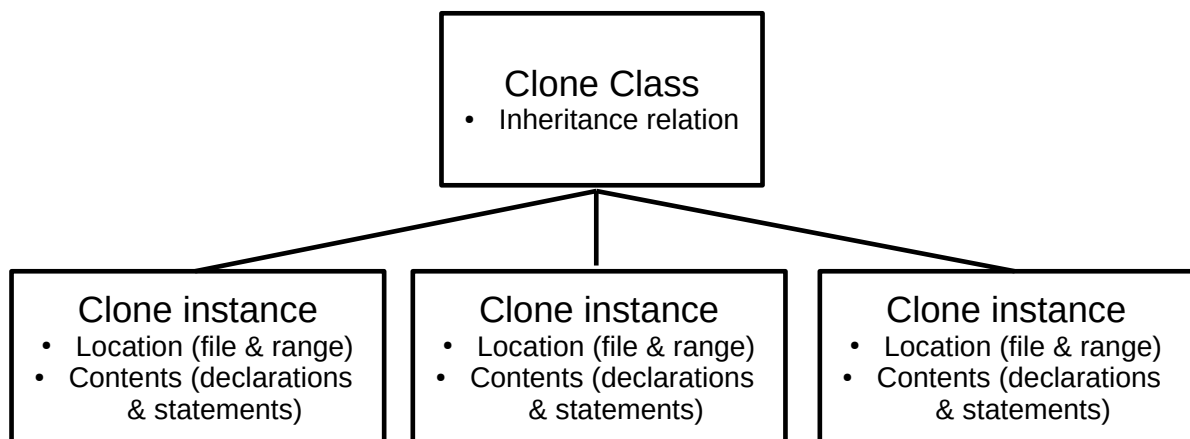 Clone Class
• Inheritance relation
Clone instance
• Location (file & range)
• Contents (declarations
& statements)
Clone instance
• Location (file & range)
• Contents (declarations
& statements)
Clone instance
• Location (file & range)
• Contents (declarations
& statements)